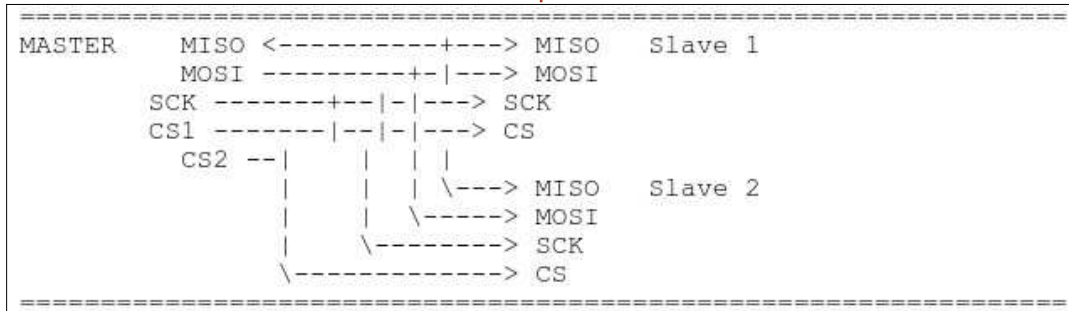 ==================================================================
MASTER    MISO <----------+---> MISO   Slave 1
          MOSI ---------+-|---> MOSI
        SCK -------+--|-|---> SCK
        CS1 -------|--|-|---> CS
          CS2 --|    |  | |
                |    |  | \---> MISO   Slave 2
                |    |  \-----> MOSI
                |    \--------> SCK
                \-------------> CS
==================================================================